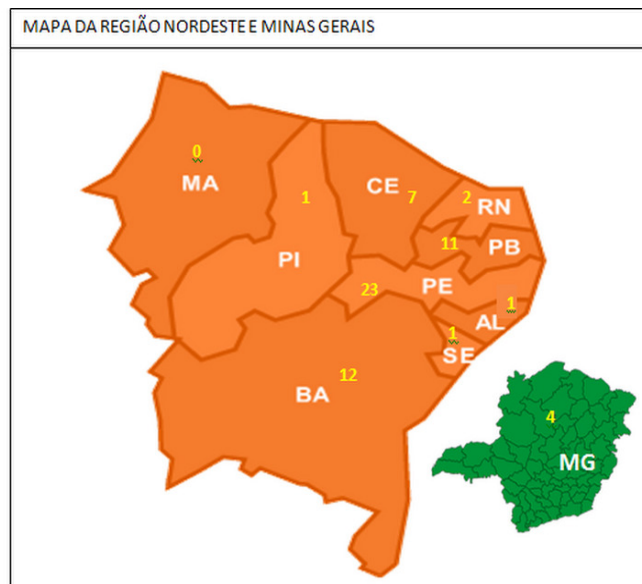 MAPA DA REGIÃO NORDESTE E MINAS GERAIS
0
MA
CE
7
1
2
RN
11
PB
PI
23
PE
1
AL
1
SE
12
BA
4
MG